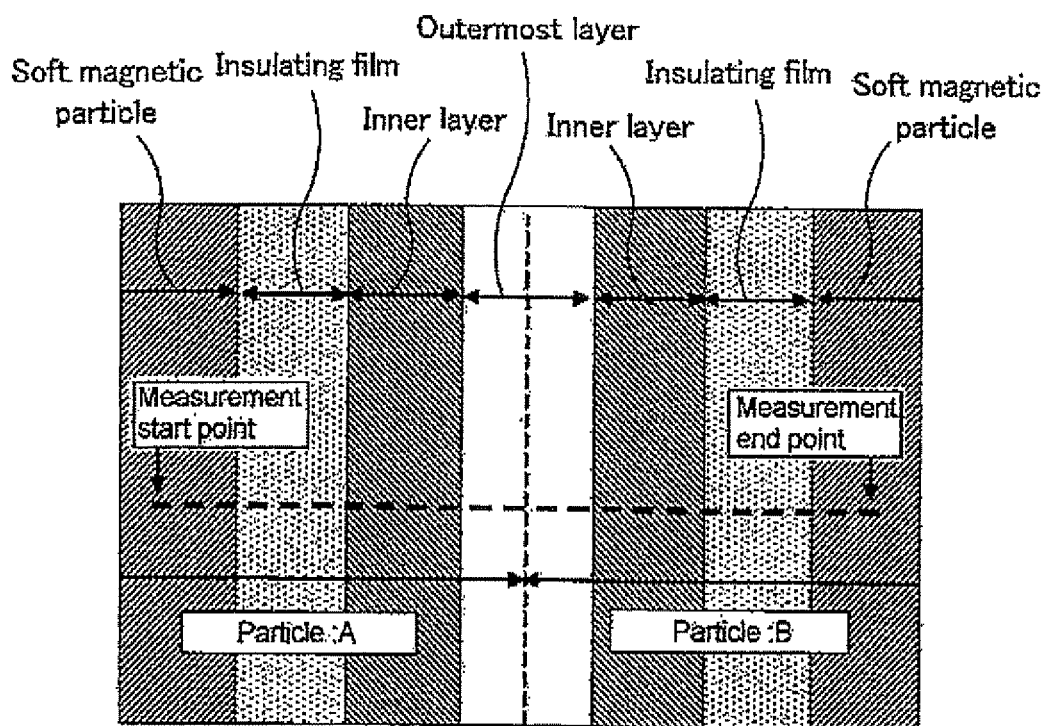 Outermost layer
Soft magnetic
particle
Insulating film
Inner layer
Inner layer
Insulating film
Soft magnetic
particle
Measurement
start point
Measurement
end point
Particle :A
Particle :B